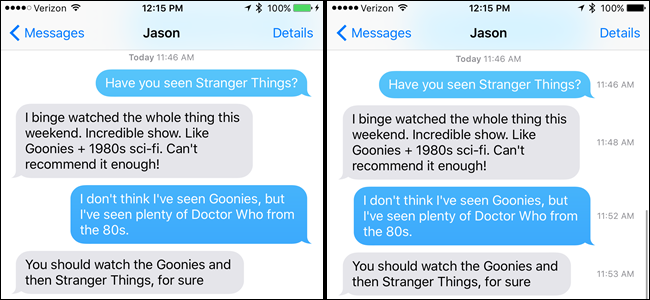 Verizon 12:15 PM 100%
Messages Jason Details
Today 11:46 AM
Have you seen Stranger Things?
I binge watched the whole thing this
weekend. Incredible show. Like
Goonies + 1980s sci-fi. Can't
recommend it enough!
I don't think I've seen Goonies, but
I've seen plenty of Doctor Who from
the 80s.
You should watch the Goonies and
then Stranger Things, for sure
Verizon 12:15 PM 100%
Messages Jason Details
Today 11:46 AM
Have you seen Stranger Things? 11:46 AM
I binge watched the whole thing this
weekend. Incredible show. Like
Goonies + 1980s sci-fi. Can't
recommend it enough!
11:48 AM
I don't think I've seen Goonies, but
I've seen plenty of Doctor Who from
the 80s.
11:52 AM
You should watch the Goonies and
then Stranger Things, for sure
11:53 AM